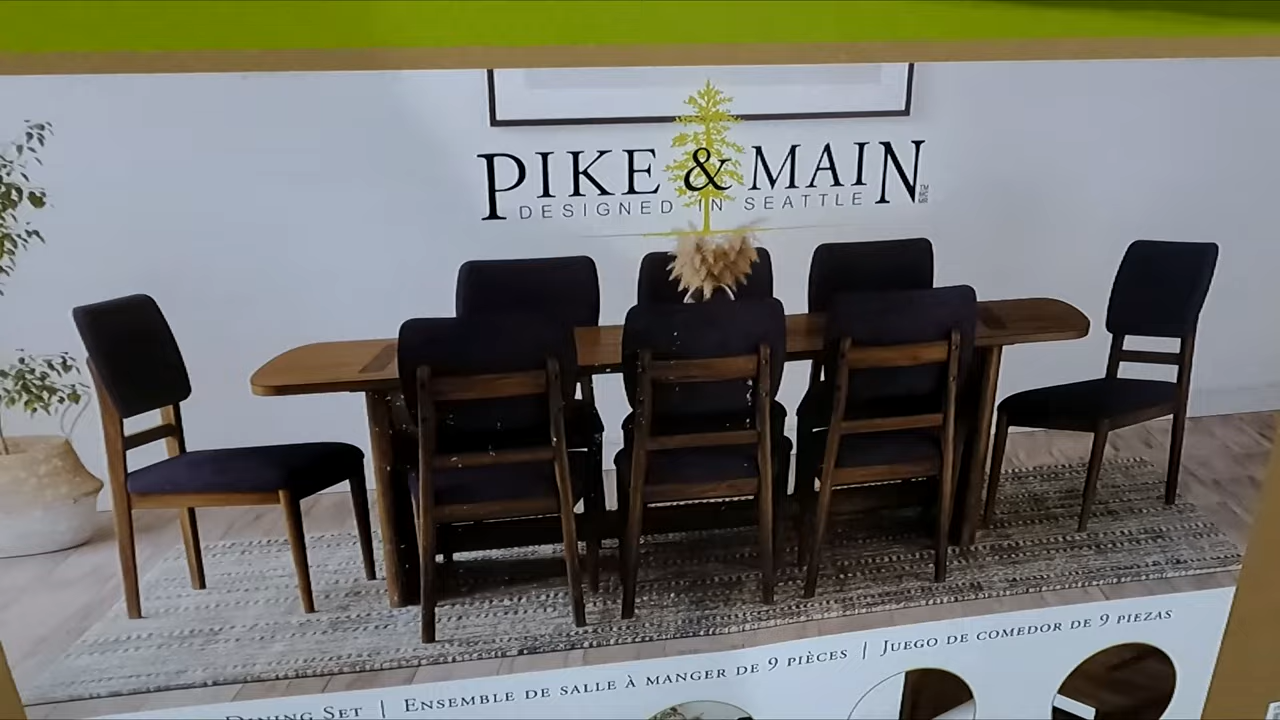 PIKE & MAIN
DESIGNED IN SEATTLE
DINING SET | ENSEMBLE DE SALLE À MANGER DE 9 PIÈCES | JUEGO DE COMEDOR DE 9 PIEZAS